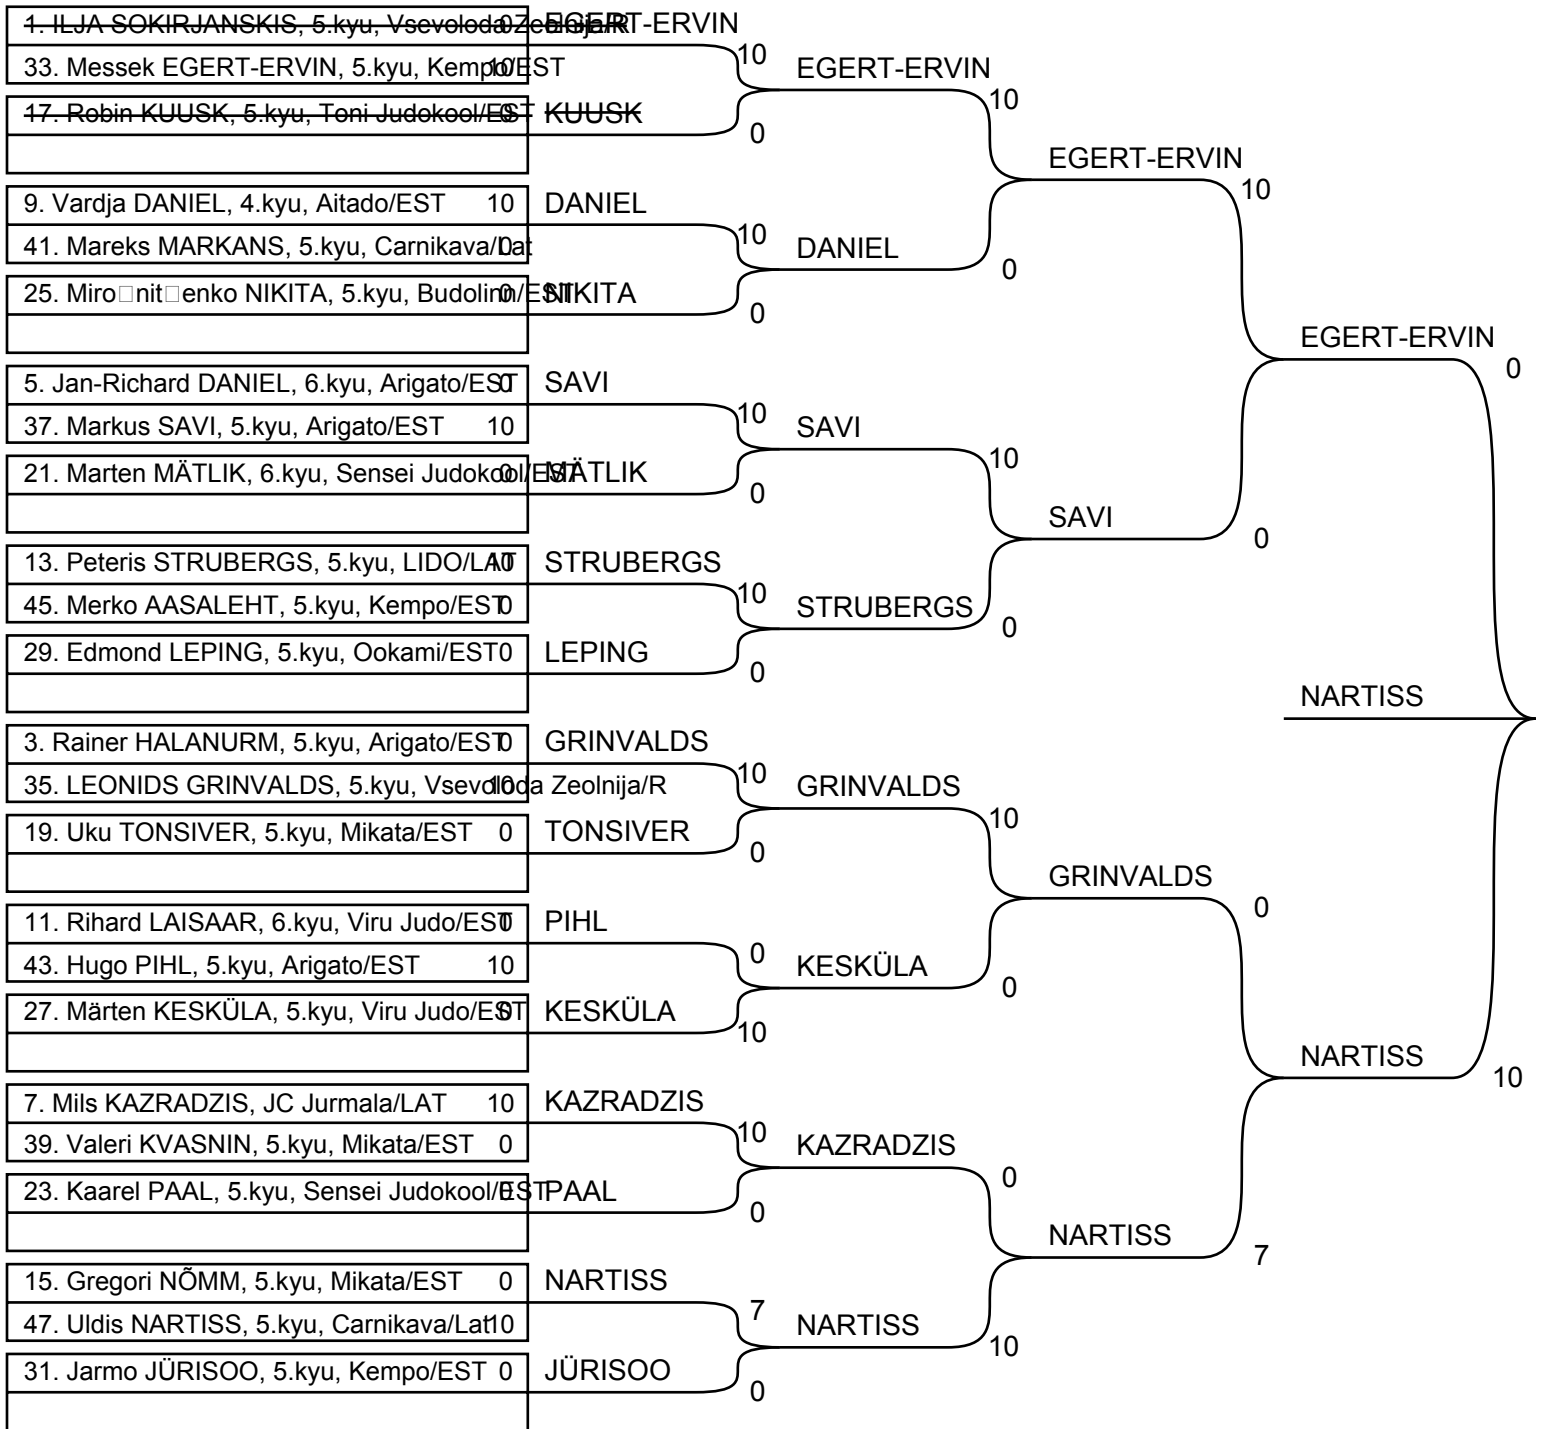 1. ILJA SOKIRJANSKIS, 5.kyu, Vsevoloda Zeolnija/R 0 EGERT-ERVIN
10
33. Messek EGERT-ERVIN, 5.kyu, Kempo/EST 10
EGERT-ERVIN
10
17. Robin KUUSK, 5.kyu, Toni Judokool/EST 0 KUUSK
0
EGERT-ERVIN
10
9. Vardja DANIEL, 4.kyu, Aitado/EST 10 DANIEL
10
41. Mareks MARKANS, 5.kyu, Carnikava/Lat 0
DANIEL
0
25. Miro□nit□enko NIKITA, 5.kyu, Budolinn/EST 0 NIKITA
0
EGERT-ERVIN
0
5. Jan-Richard DANIEL, 6.kyu, Arigato/EST 0 SAVI
10
37. Markus SAVI, 5.kyu, Arigato/EST 10
SAVI
10
21. Marten MÄTLIK, 6.kyu, Sensei Judokool/EST 0 MÄTLIK
0
SAVI
0
13. Peteris STRUBERGS, 5.kyu, LIDO/LAT 10 STRUBERGS
10
45. Merko AASALEHT, 5.kyu, Kempo/EST 0
STRUBERGS
0
29. Edmond LEPING, 5.kyu, Ookami/EST 0 LEPING
0
NARTISS
3. Rainer HALANURM, 5.kyu, Arigato/EST 0 GRINVALDS
10
35. LEONIDS GRINVALDS, 5.kyu, Vsevoloda Zeolnija/R 10
GRINVALDS
10
19. Uku TONSIVER, 5.kyu, Mikata/EST 0 TONSIVER
0
GRINVALDS
0
11. Rihard LAISAAR, 6.kyu, Viru Judo/EST 0 PIHL
0
43. Hugo PIHL, 5.kyu, Arigato/EST 10
KESKÜLA
0
27. Märten KESKÜLA, 5.kyu, Viru Judo/EST 0 KESKÜLA
10
NARTISS
10
7. Mils KAZRADZIS, JC Jurmala/LAT 10 KAZRADZIS
10
39. Valeri KVASNIN, 5.kyu, Mikata/EST 0
KAZRADZIS
0
23. Kaarel PAAL, 5.kyu, Sensei Judokool/EST 0 PAAL
0
NARTISS
7
15. Gregori NÕMM, 5.kyu, Mikata/EST 0 NARTISS
7
47. Uldis NARTISS, 5.kyu, Carnikava/Lat 10
NARTISS
10
31. Jarmo JÜRISOO, 5.kyu, Kempo/EST 0 JÜRISOO
0